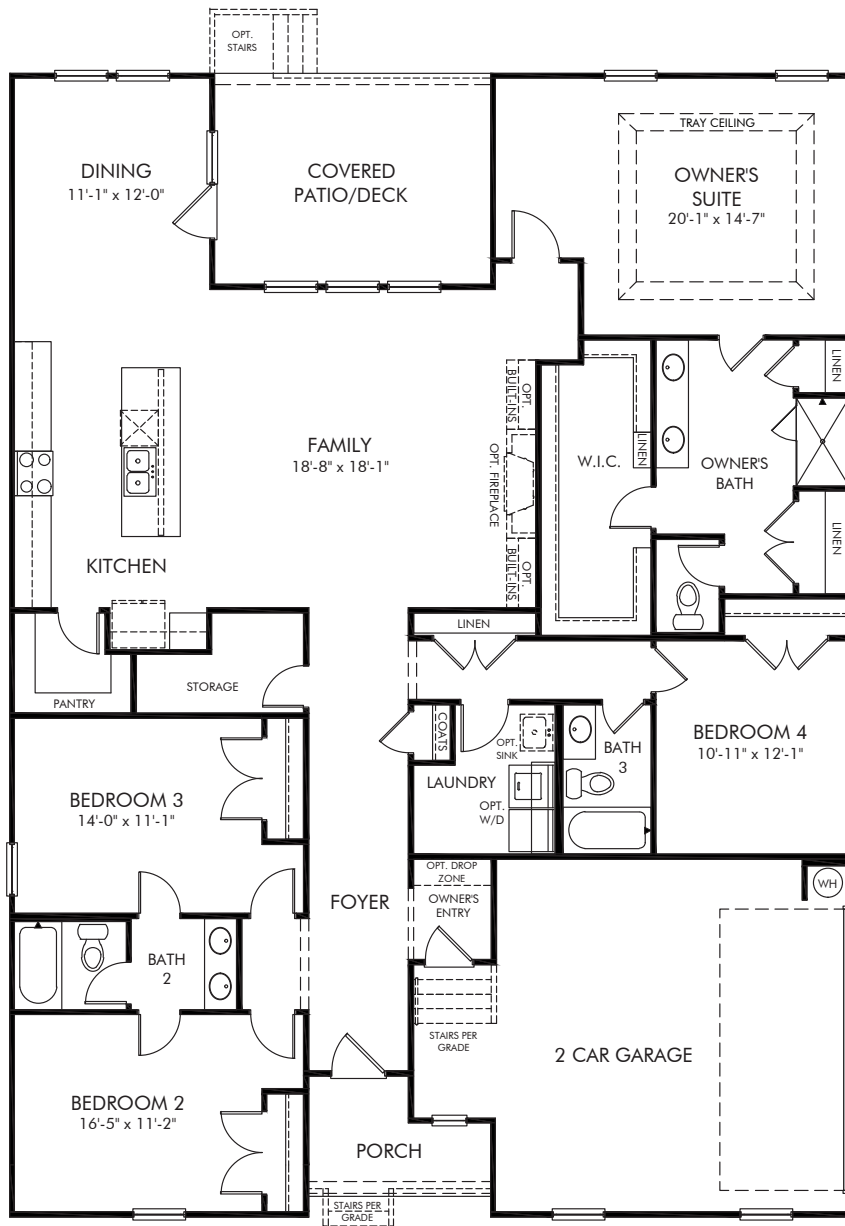 OPT.
STAIRS
TRAY CEILING
DINING
11'-1" x 12'-0"
COVERED
PATIO/DECK
OWNER'S
SUITE
20'-1" x 14'-7"
LINEN
OPT.
BUILT-INS
FAMILY
18'-8" x 18'-1"
OPT. FIREPLACE
W.I.C.
LINEN
OWNER'S
BATH
LINEN
KITCHEN
OPT.
BUILT-INS
LINEN
PANTRY
STORAGE
COATS
OPT.
SINK
BATH
3
BEDROOM 4
10'-11" x 12'-1"
LAUNDRY
OPT.
W/D
BEDROOM 3
14'-0" x 11'-1"
OPT. DROP
ZONE
OWNER'S
ENTRY
WH
FOYER
BATH
2
STAIRS PER
GRADE
2 CAR GARAGE
BEDROOM 2
16'-5" x 11'-2"
PORCH
STAIRS PER
GRADE